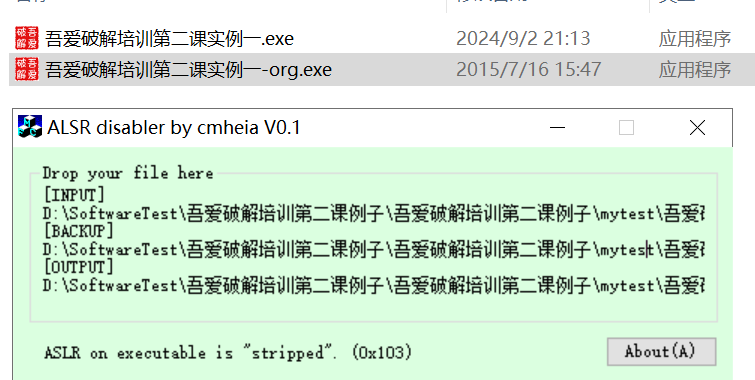 吾爱破解培训第二课实例一.exe 2024/9/2 21:13 应用程序
吾爱破解培训第二课实例一-org.exe 2015/7/16 15:47 应用程序
ALSR disabler by cmheia V0.1
Drop your file here
[INPUT]
D:\SoftwareTest\吾爱破解培训第二课例子\吾爱破解培训第二课例子\mytest\吾爱
[BACKUP]
D:\SoftwareTest\吾爱破解培训第二课例子\吾爱破解培训第二课例子\mytest\吾爱
[OUTPUT]
D:\SoftwareTest\吾爱破解培训第二课例子\吾爱破解培训第二课例子\mytest\吾爱
ASLR on executable is "stripped". (0x103)
About(A)